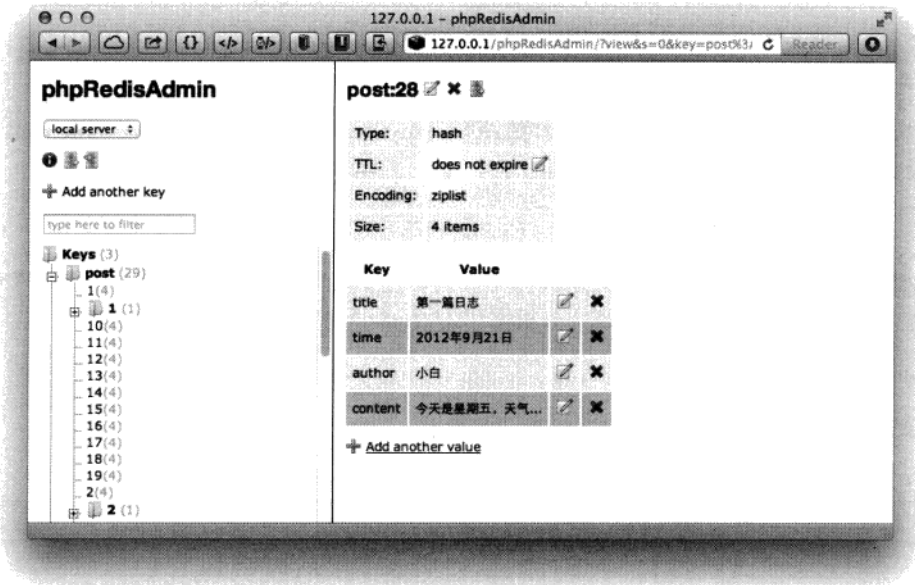 127.0.0.1 – phpRedisAdmin
127.0.0.1/phpRedisAdmin/?view&s=0&key=post%3/ Reader
phpRedisAdmin
local server
Add another key
type here to filter
Keys (3)
post (29)
1(4)
1 (1)
10(4)
11(4)
12(4)
13(4)
14(4)
15(4)
16(4)
17(4)
18(4)
19(4)
2(4)
2 (1)
post:28
Type: hash
TTL: does not expire
Encoding: ziplist
Size: 4 items
Key Value
title 第一篇日志
time 2012年9月21日
author 小白
content 今天是星期五，天气...
Add another value